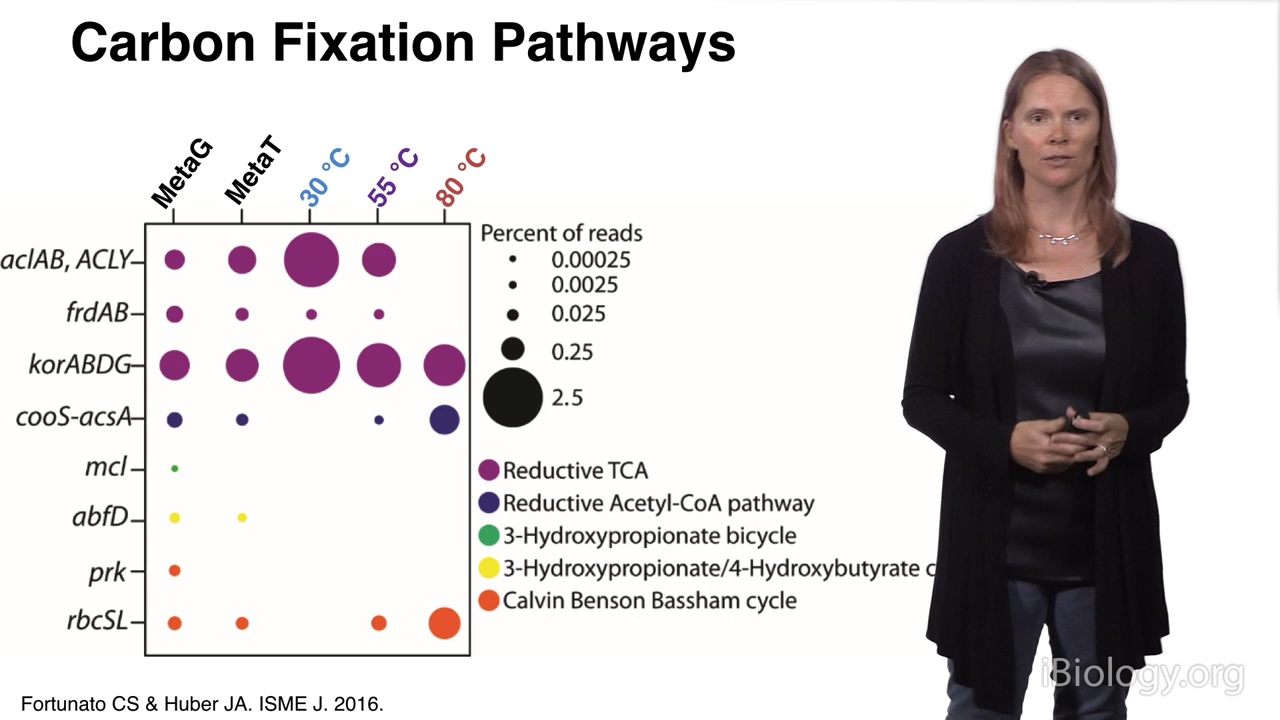 Carbon Fixation Pathways
MetaG MetaT 30 °C 55 °C 80 °C
Percent of reads
aclAB, ACLY
0.00025
0.0025
frdAB
0.025
0.25
korABDG
2.5
cooS-acsA
mcl
Reductive TCA
Reductive Acetyl-CoA pathway
abfD
3-Hydroxypropionate bicycle
prk
3-Hydroxypropionate/4-Hydroxybutyrate c
Calvin Benson Bassham cycle
rbcSL
iBiology.org
Fortunato CS & Huber JA. ISME J. 2016.